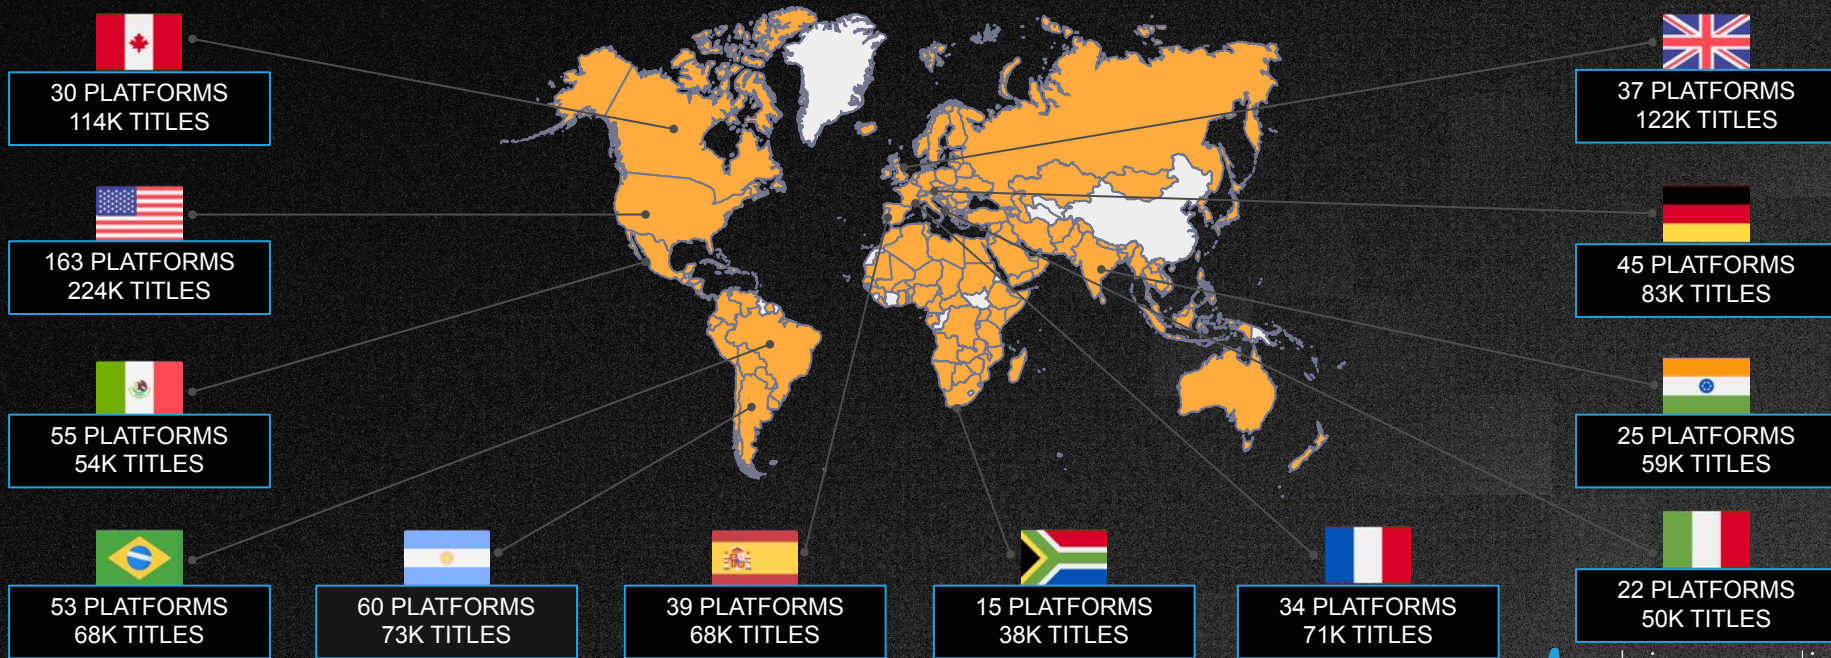 30 PLATFORMS
114K TITLES
37 PLATFORMS
122K TITLES
163 PLATFORMS
224K TITLES
45 PLATFORMS
83K TITLES
55 PLATFORMS
54K TITLES
25 PLATFORMS
59K TITLES
53 PLATFORMS
68K TITLES
60 PLATFORMS
73K TITLES
39 PLATFORMS
68K TITLES
15 PLATFORMS
38K TITLES
34 PLATFORMS
71K TITLES
22 PLATFORMS
50K TITLES